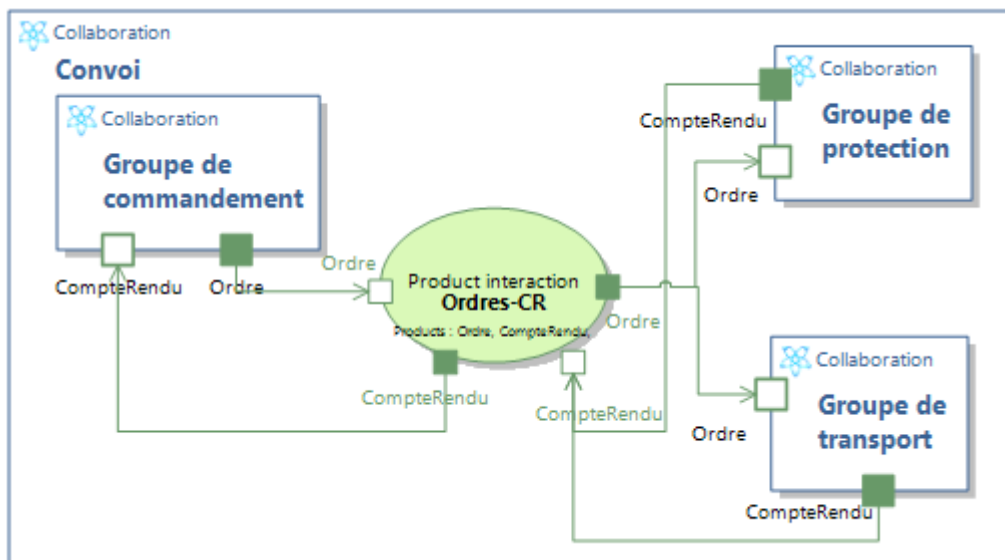 Collaboration
Convoi
Collaboration
Groupe de
commandement
CompteRendu
Ordre
Ordre
Product interaction
Ordres-CR
Products : Ordre, CompteRendu,
CompteRendu
Ordre
CompteRendu
Collaboration
Groupe de
protection
CompteRendu
Ordre
Collaboration
Groupe de
transport
Ordre
CompteRendu